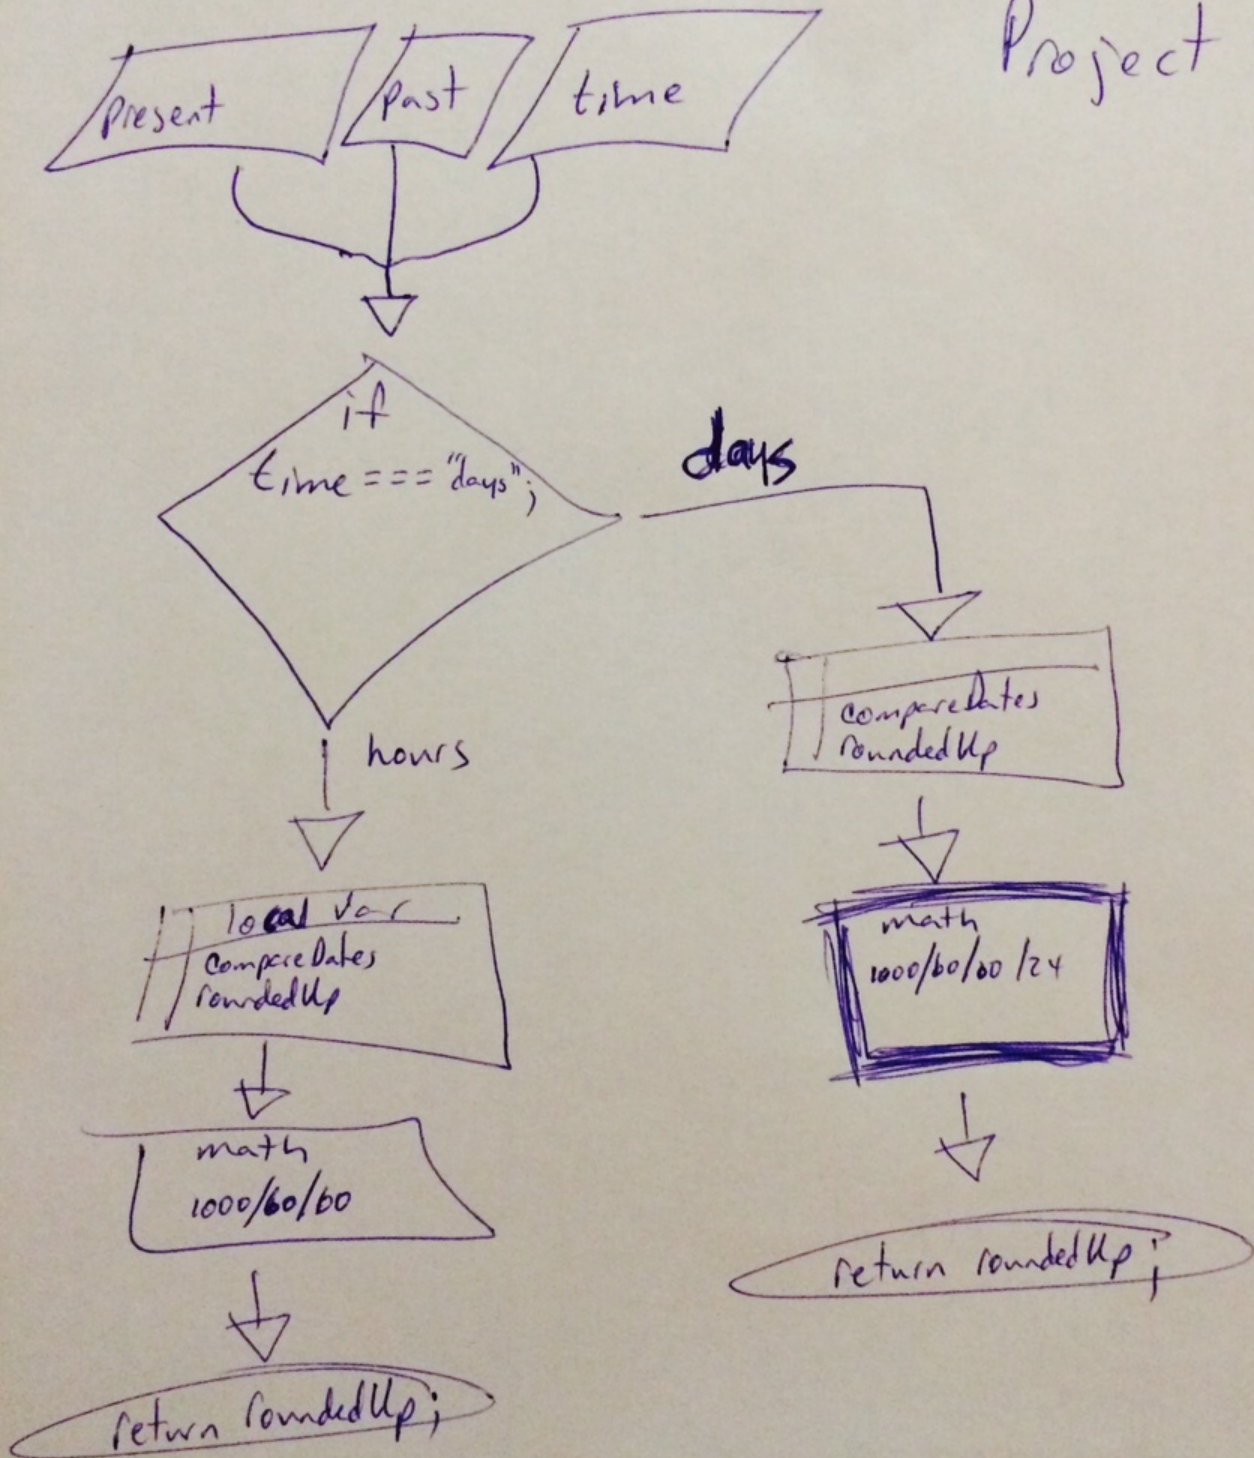 Project
present
past
time
if
time === "days";
days
hours
compareDates
roundedUp
math
1000/60/60/24
return roundedUp;
local var
compareDates
roundedUp
math
1000/60/60
return roundedUp;